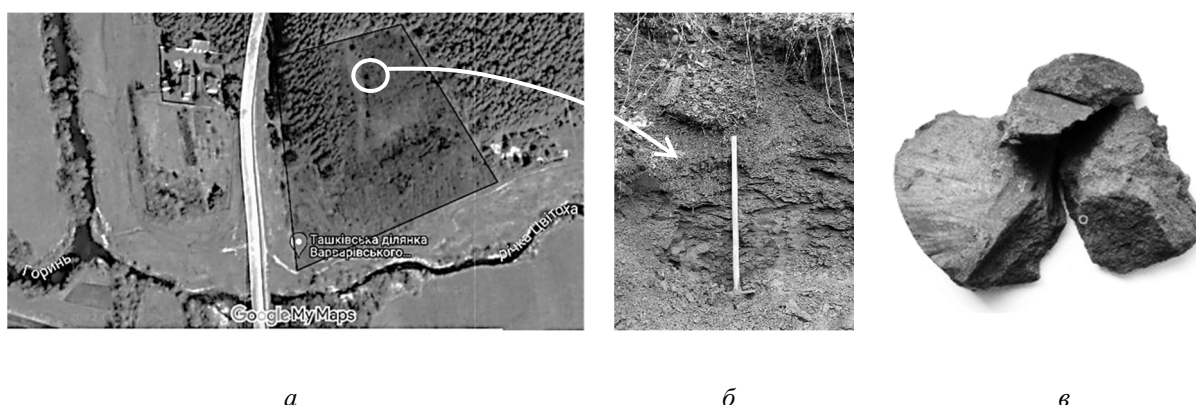 Ташківська ділянка
Варварівського...
річка Цвітоха
Горинь
Google My Maps
а
б
в